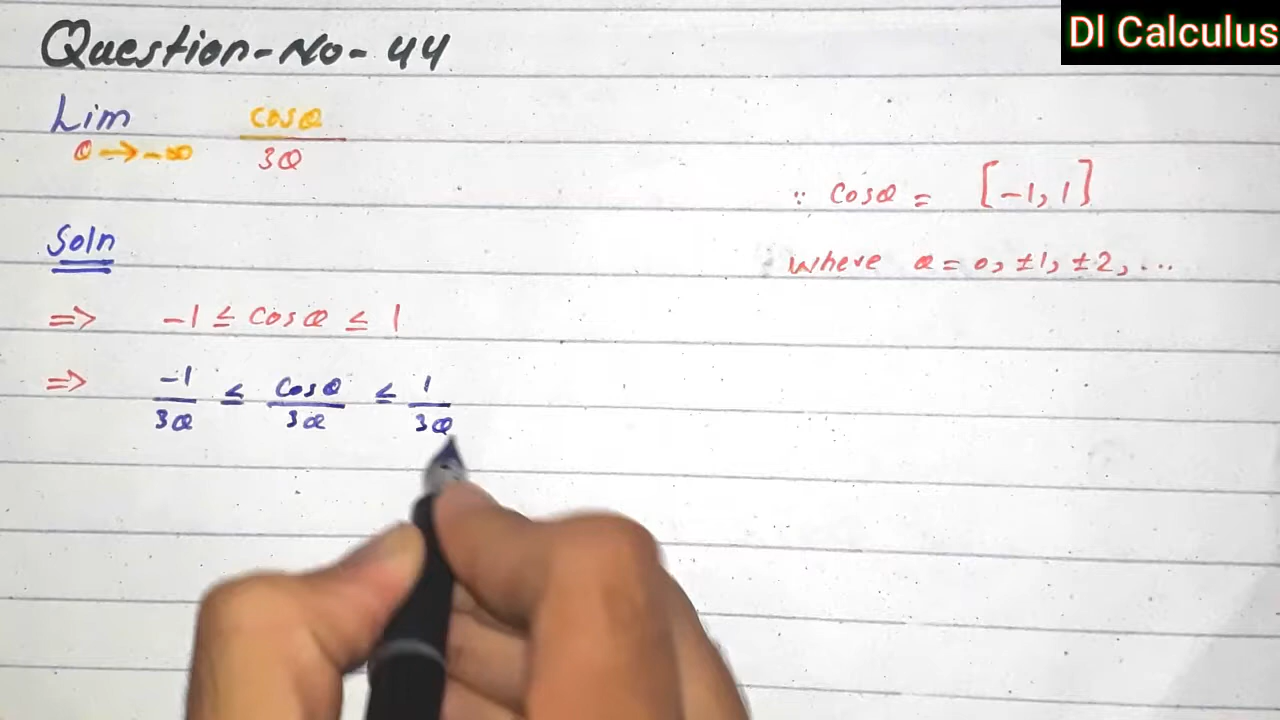 DI Calculus
Question-No-44
Lim θ→-∞ cosθ/3θ
∵ cosθ = [-1, 1]
where θ = 0, ±1, ±2, ...
Soln
=> -1 ≤ cosθ ≤ 1
=> -1/3θ ≤ cosθ/3θ ≤ 1/3θ